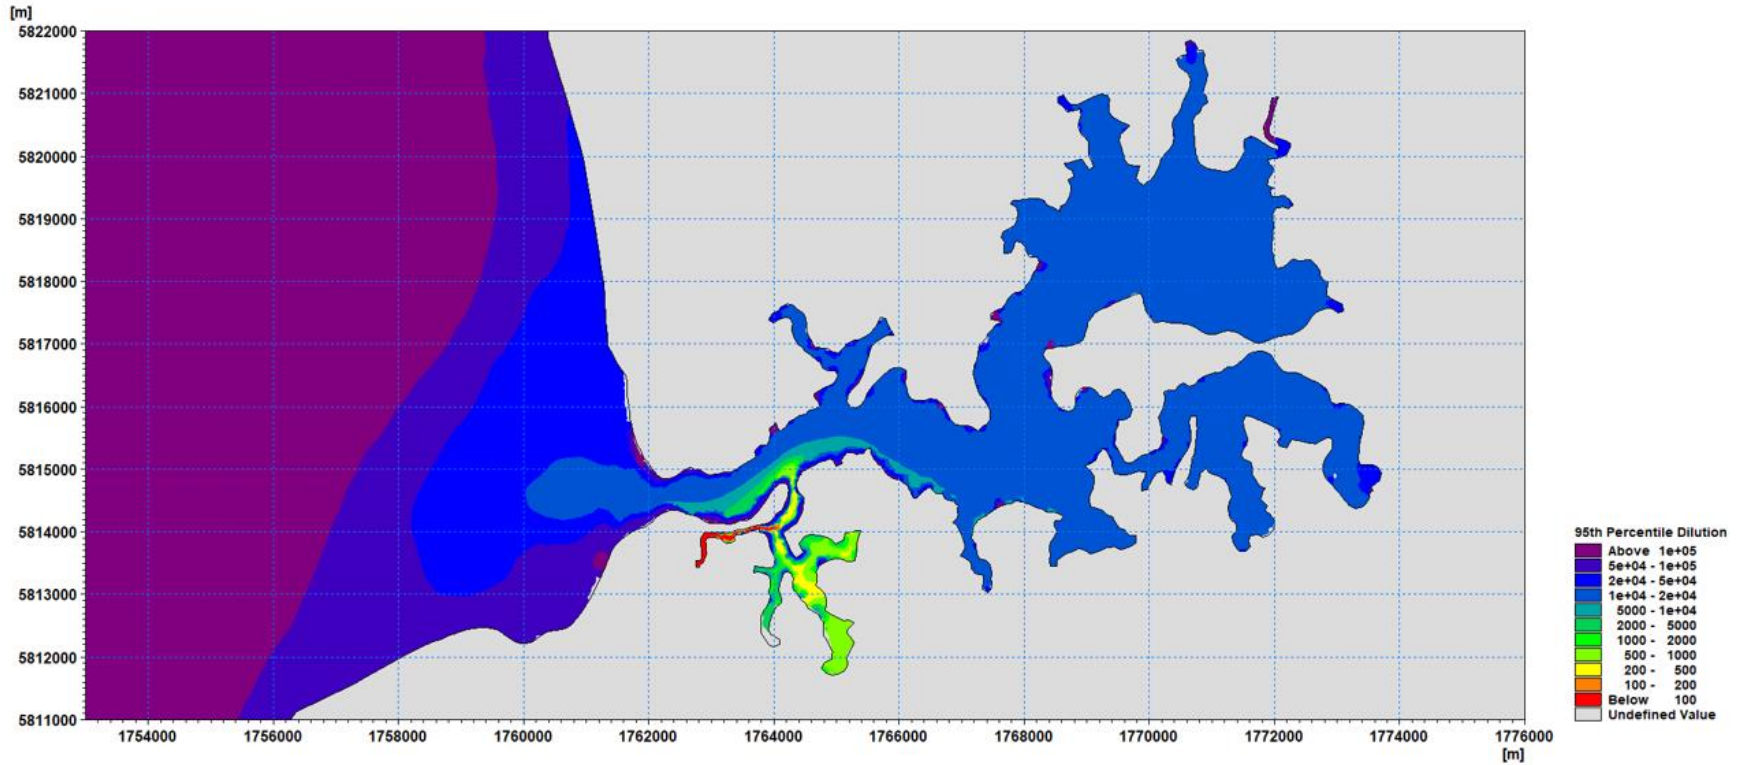 [m]
5822000
5821000
5820000
5819000
5818000
5817000
5816000
5815000
5814000
5813000
5812000
5811000
1754000 1756000 1758000 1760000 1762000 1764000 1766000 1768000 1770000 1772000 1774000 1776000
[m]
95th Percentile Dilution
Above 1e+05
5e+04 - 1e+05
2e+04 - 5e+04
1e+04 - 2e+04
5000 - 1e+04
2000 - 5000
1000 - 2000
500 - 1000
200 - 500
100 - 200
Below 100
Undefined Value